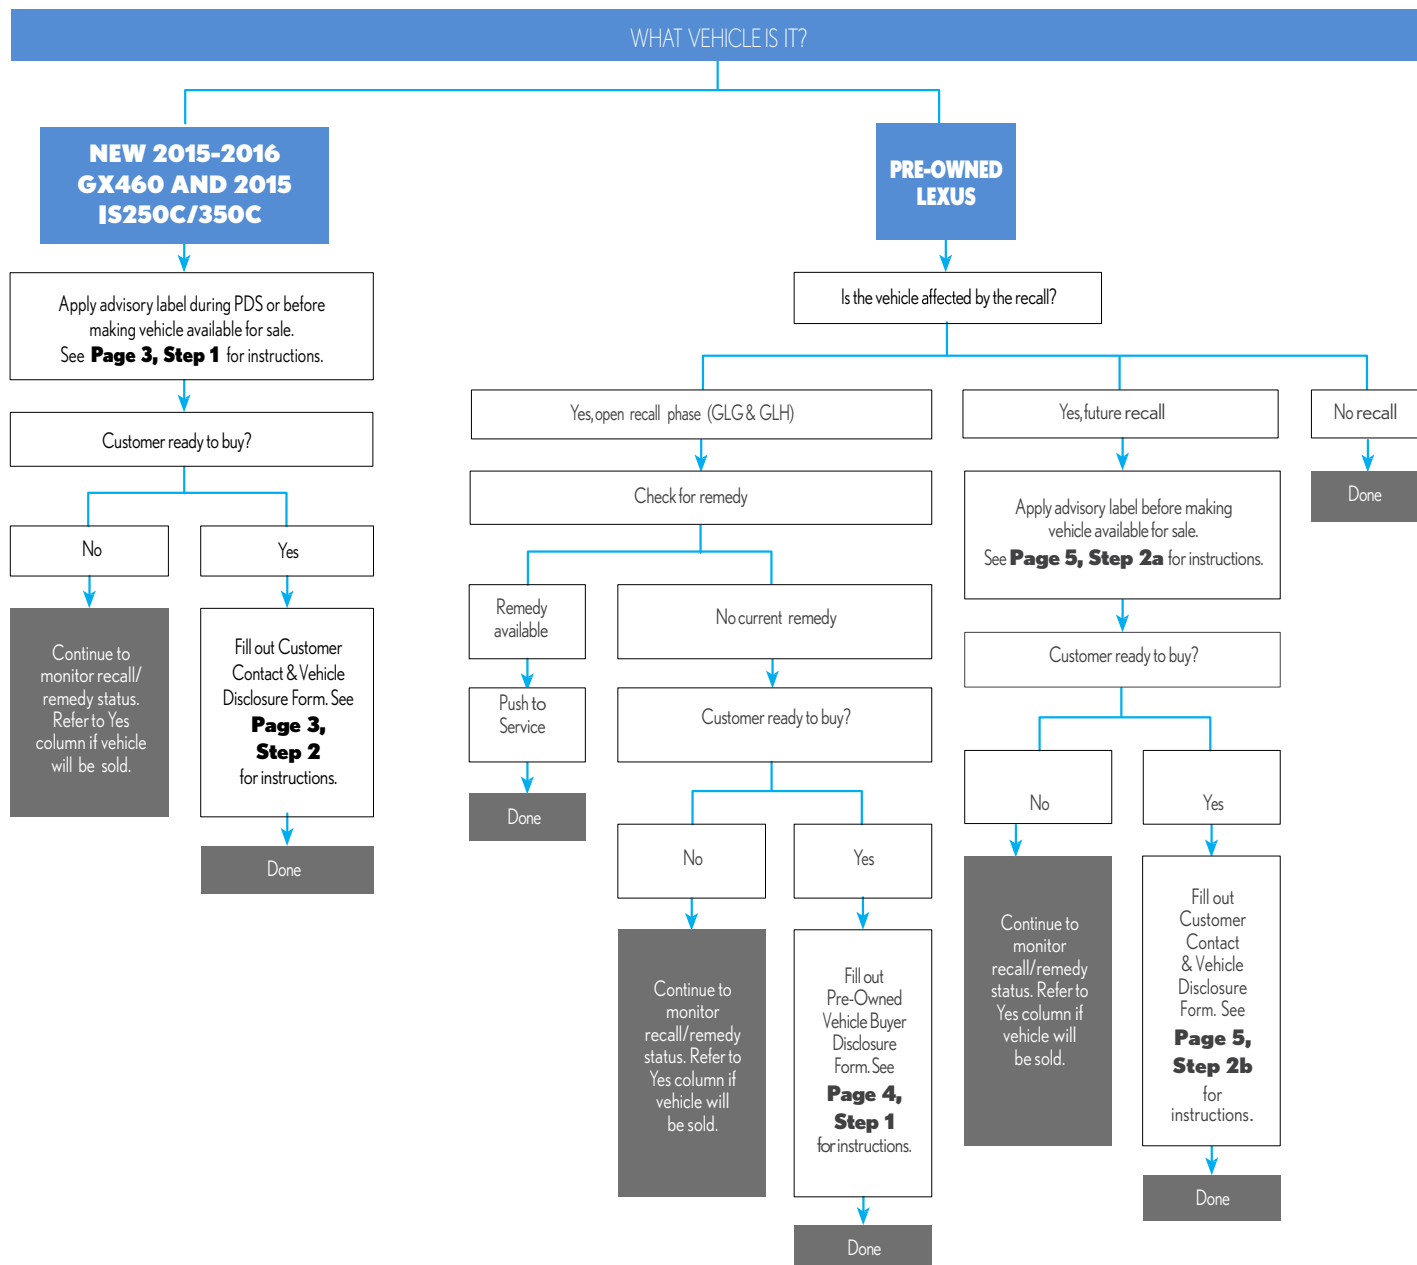 WHAT VEHICLE IS IT?
NEW 2015-2016
GX460 AND 2015
IS250C/350C
Apply advisory label during PDS or before
making vehicle available for sale.
See Page 3, Step 1 for instructions.
Customer ready to buy?
No
Yes
Continue to
monitor recall/
remedy status.
Refer to Yes
column if vehicle
will be sold.
Fill out Customer
Contact & Vehicle
Disclosure Form. See
Page 3,
Step 2
for instructions.
Done
PRE-OWNED
LEXUS
Is the vehicle affected by the recall?
Yes, open recall phase (GLG & GLH)
Check for remedy
Remedy
available
Push to
Service
Done
No current remedy
Customer ready to buy?
No
Yes
Continue to
monitor
recall/remedy
status. Refer to
Yes column if
vehicle will
be sold.
Fill out
Pre-Owned
Vehicle Buyer
Disclosure
Form. See
Page 4,
Step 1
for instructions.
Done
Yes, future recall
Apply advisory label before making
vehicle available for sale.
See Page 5, Step 2a for instructions.
Customer ready to buy?
No
Yes
Continue to
monitor
recall/remedy
status. Refer to
Yes column if
vehicle will
be sold.
Fill out
Customer
Contact
& Vehicle
Disclosure
Form. See
Page 5,
Step 2b
for
instructions.
Done
No recall
Done